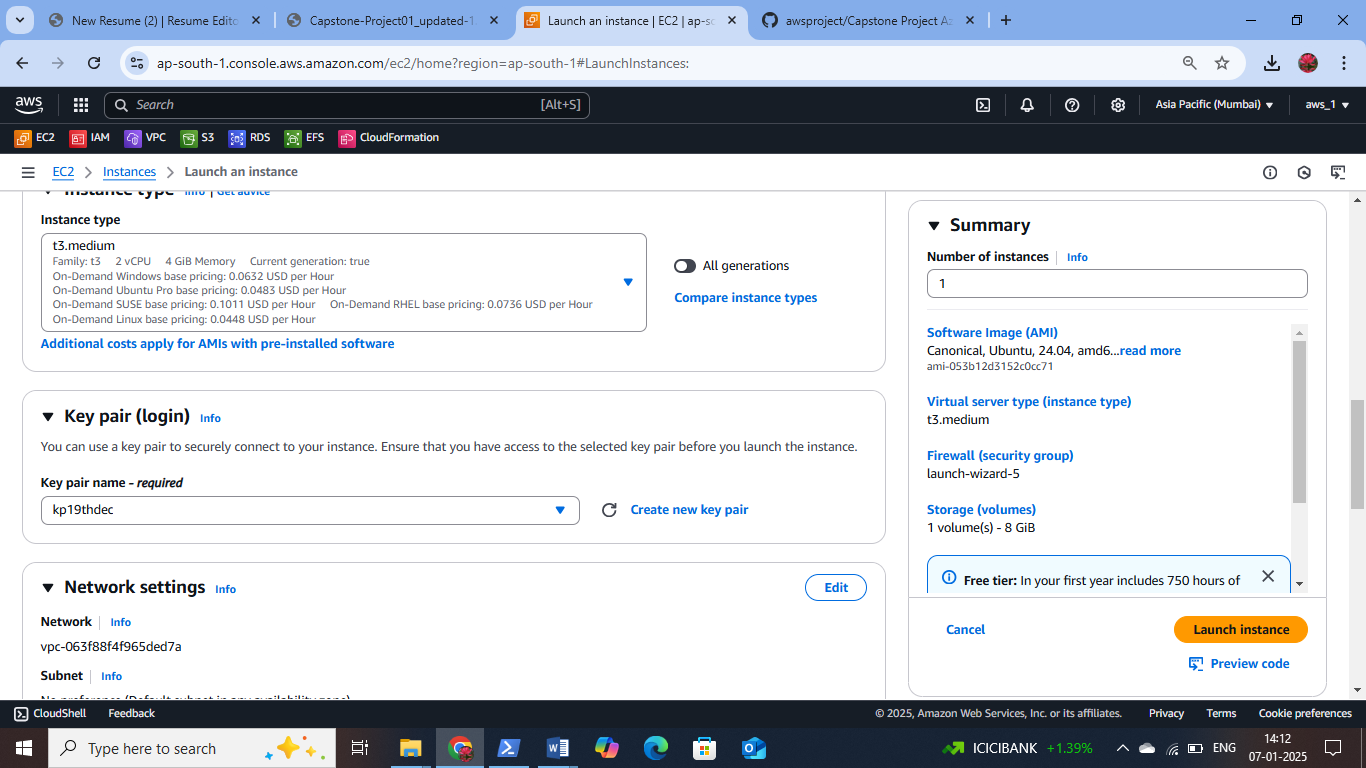 New Resume (2) | Resume Edito
Capstone-Project01_updated-1
Launch an instance | EC2 | ap-so
awsproject/Capstone Project Az
ap-south-1.console.aws.amazon.com/ec2/home?region=ap-south-1#LaunchInstances:
aws
Search
[Alt+S]
Asia Pacific (Mumbai)
aws_1
EC2
IAM
VPC
S3
RDS
EFS
CloudFormation
EC2
Instances
Launch an instance
Instance type
Info | Get advice
Instance type
t3.medium
Family: t3 2 vCPU 4 GiB Memory Current generation: true
On-Demand Windows base pricing: 0.0632 USD per Hour
On-Demand Ubuntu Pro base pricing: 0.0483 USD per Hour
On-Demand SUSE base pricing: 0.1011 USD per Hour On-Demand RHEL base pricing: 0.0736 USD per Hour
On-Demand Linux base pricing: 0.0448 USD per Hour
All generations
Compare instance types
Additional costs apply for AMIs with pre-installed software
Key pair (login)
Info
You can use a key pair to securely connect to your instance. Ensure that you have access to the selected key pair before you launch the instance.
Key pair name - required
kp19thdec
Create new key pair
Network settings
Info
Edit
Network
Info
vpc-063f88f4f965ded7a
Subnet
Info
No preference (Default subnet in any availability zone)
Summary
Number of instances
Info
1
Software Image (AMI)
Canonical, Ubuntu, 24.04, amd6...read more
ami-053b12d3152c0cc71
Virtual server type (instance type)
t3.medium
Firewall (security group)
launch-wizard-5
Storage (volumes)
1 volume(s) - 8 GiB
Free tier: In your first year includes 750 hours of
Cancel
Launch instance
Preview code
CloudShell
Feedback
© 2025, Amazon Web Services, Inc. or its affiliates.
Privacy
Terms
Cookie preferences
Type here to search
ICICIBANK +1.39%
ENG
14:12
07-01-2025